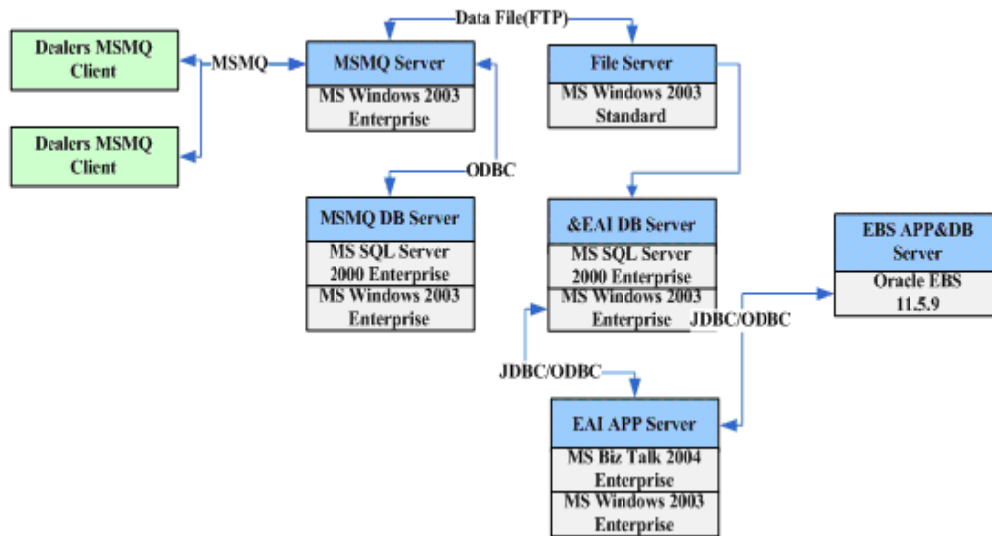 Data File(FTP)
Dealers MSMQ
Client
MSMQ
MSMQ Server
MS Windows 2003
Enterprise
File Server
MS Windows 2003
Standard
Dealers MSMQ
Client
ODBC
MSMQ DB Server
MS SQL Server
2000 Enterprise
MS Windows 2003
Enterprise
&EAI DB Server
MS SQL Server
2000 Enterprise
MS Windows 2003
Enterprise
EBS APP&DB
Server
Oracle EBS
11.5.9
JDBC/ODBC
JDBC/ODBC
EAI APP Server
MS Biz Talk 2004
Enterprise
MS Windows 2003
Enterprise